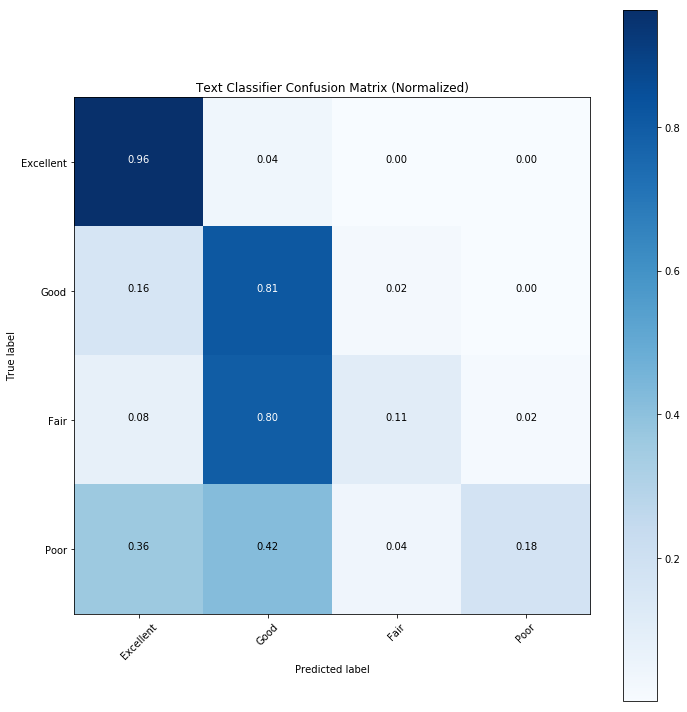 Text Classifier Confusion Matrix (Normalized)
Excellent 0.96 0.04 0.00 0.00
Good 0.16 0.81 0.02 0.00
Fair 0.08 0.80 0.11 0.02
Poor 0.36 0.42 0.04 0.18
True label
Excellent Good Fair Poor
Predicted label
0.8
0.6
0.4
0.2